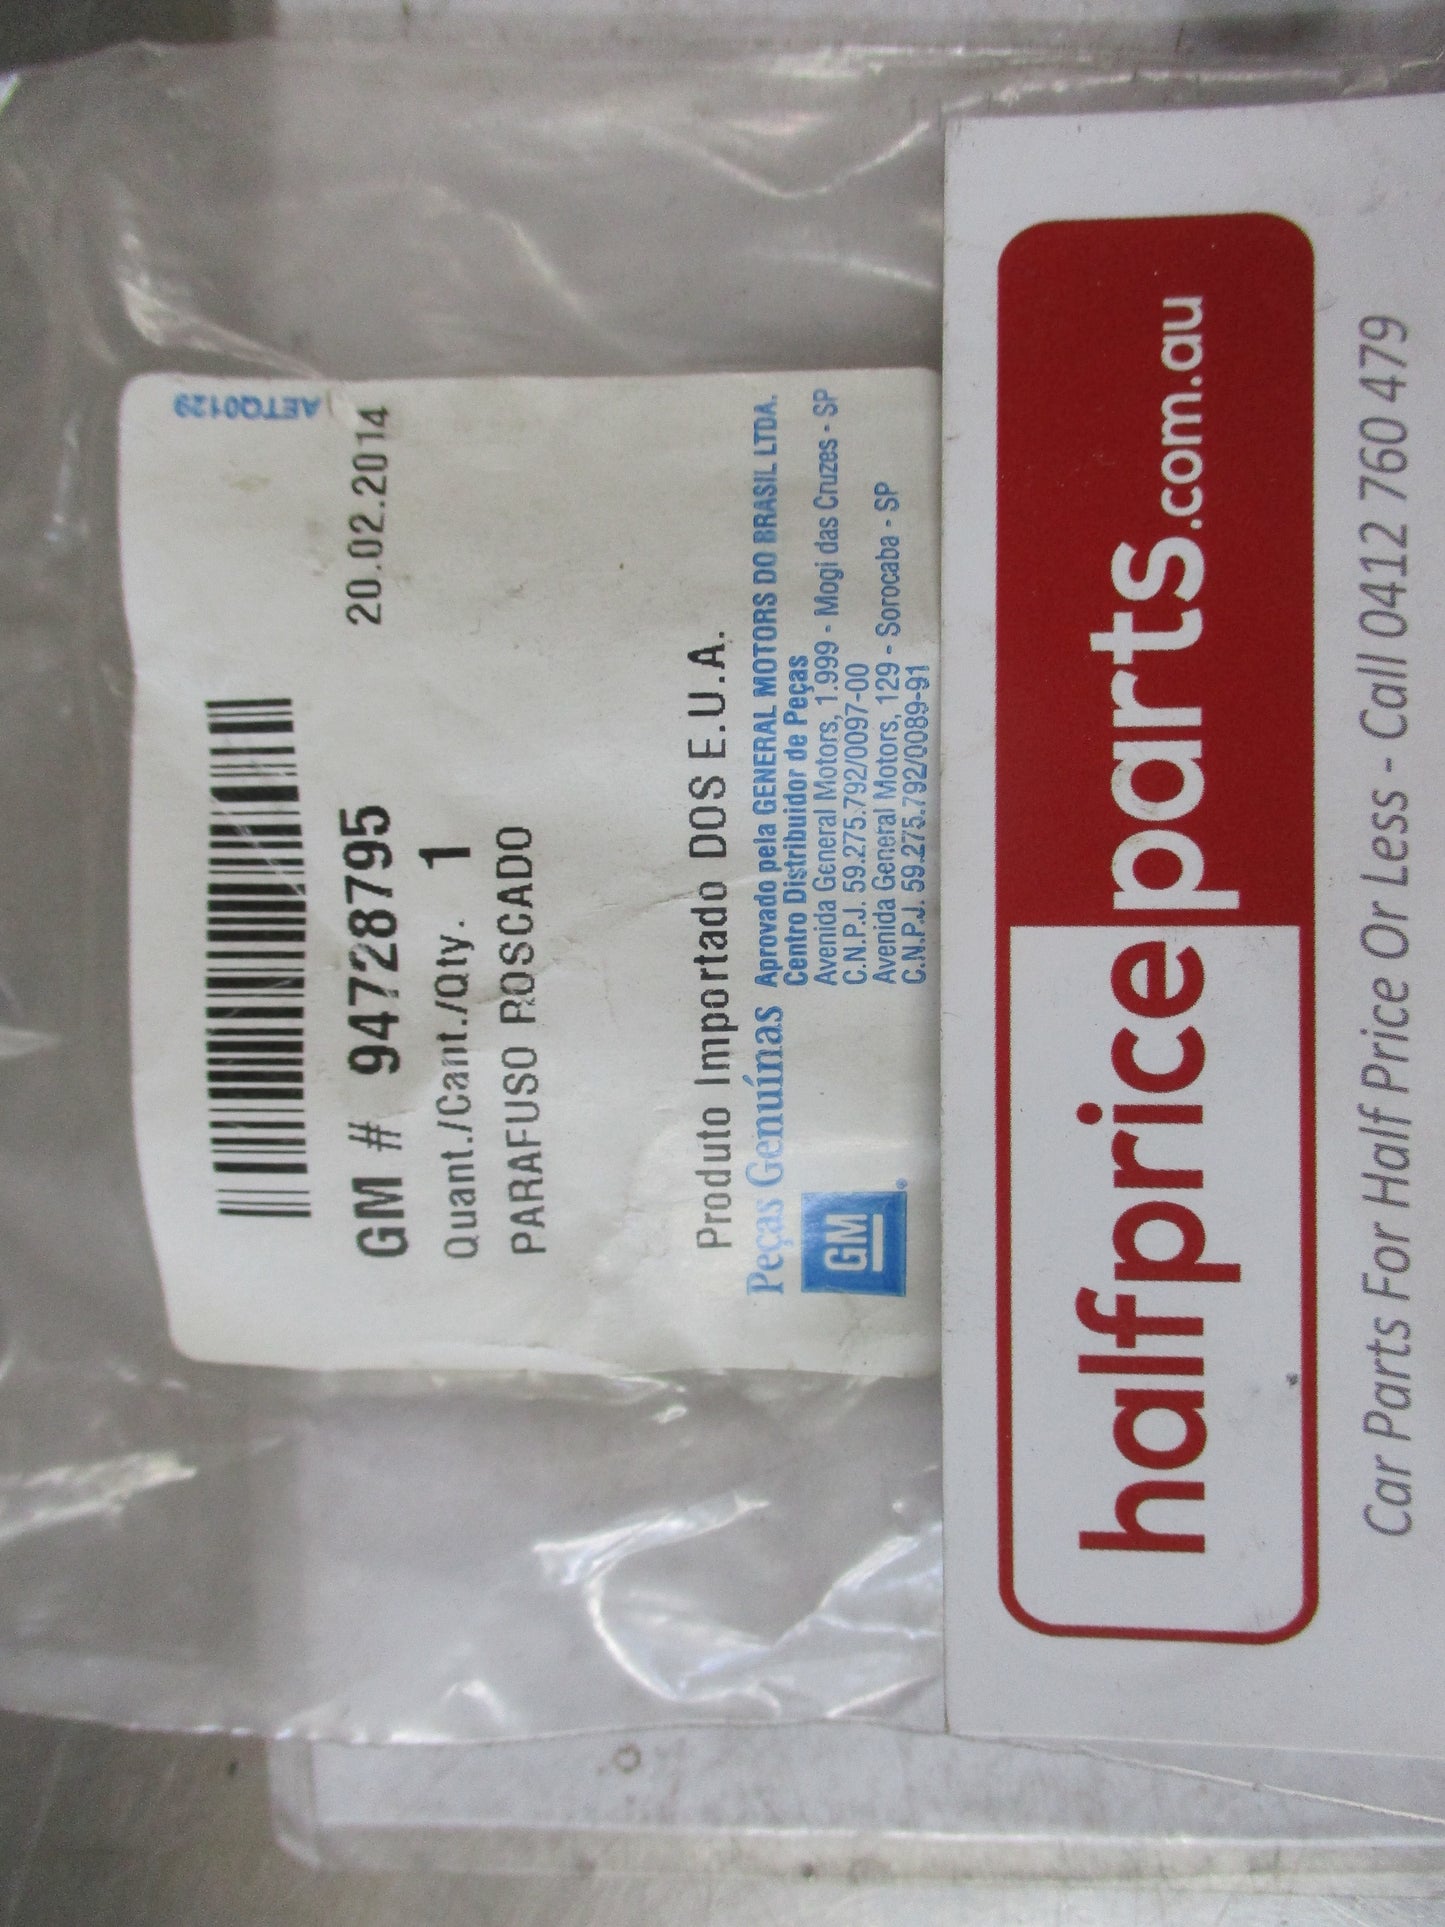 AETQ0129
20.02.2014
GM # 94728795
Quant./Cant./Qty. 1
PARAFUSO ROSCADO
Produto Importado DOS E.U.A.
Peças Genuínas
GM
Aprovado pela GENERAL MOTORS DO BRASIL LTDA.
Centro Distribuidor de Peças
Avenida General Motors, 1.999 - Mogi das Cruzes - SP
C.N.P.J. 59.275.792/0097-00
Avenida General Motors, 129 - Sorocaba - SP
C.N.P.J. 59.275.792/0089-91
halfpriceparts.com.au
Car Parts For Half Price Or Less - Call 0412 760 479